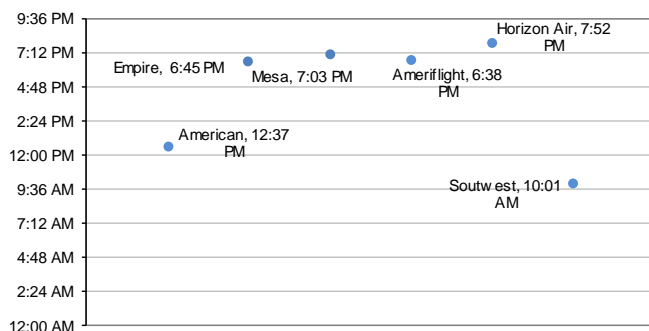 9:36 PM
Horizon Air, 7:52
PM
7:12 PM
Empire,  6:45 PM
Mesa, 7:03 PM
Ameriflight, 6:38
PM
4:48 PM
2:24 PM
American, 12:37
PM
12:00 PM
Soutwest, 10:01
AM
9:36 AM
7:12 AM
4:48 AM
2:24 AM
12:00 AM